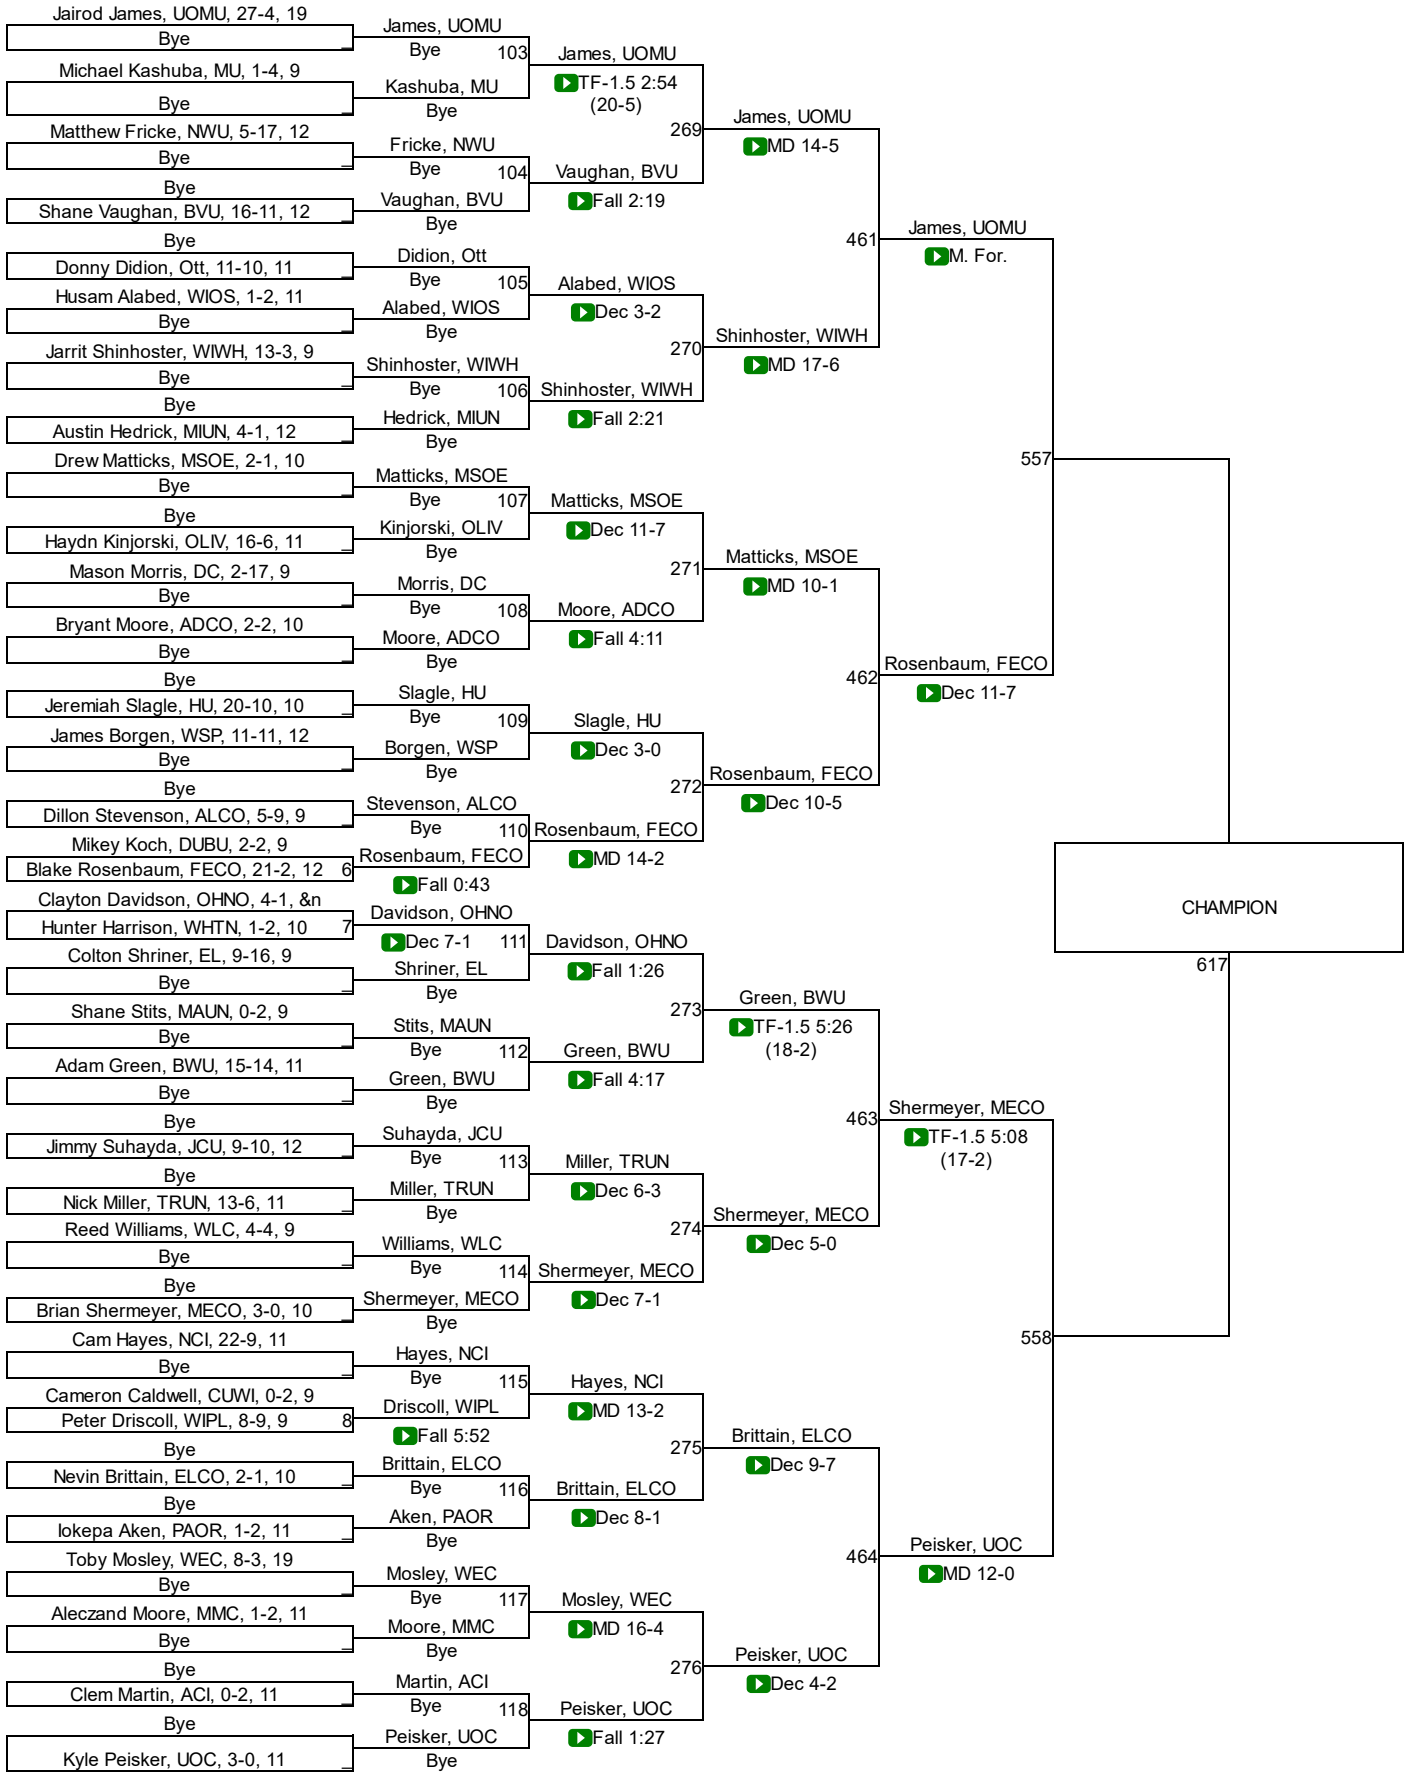 Jairod James, UOMU, 27-4, 19
Bye _
Michael Kashuba, MU, 1-4, 9
Bye _
Matthew Fricke, NWU, 5-17, 12
Bye _
Bye
Shane Vaughan, BVU, 16-11, 12 _
Bye
Donny Didion, Ott, 11-10, 11 _
Husam Alabed, WIOS, 1-2, 11
Bye _
Jarrit Shinhoster, WIWH, 13-3, 9
Bye _
Bye
Austin Hedrick, MIUN, 4-1, 12 _
Drew Matticks, MSOE, 2-1, 10
Bye _
Bye
Haydn Kinjorski, OLIV, 16-6, 11 _
Mason Morris, DC, 2-17, 9
Bye _
Bryant Moore, ADCO, 2-2, 10
Bye _
Bye
Jeremiah Slagle, HU, 20-10, 10 _
James Borgen, WSP, 11-11, 12
Bye _
Bye
Dillon Stevenson, ALCO, 5-9, 9 _
Mikey Koch, DUBU, 2-2, 9
Blake Rosenbaum, FECO, 21-2, 12 6
Clayton Davidson, OHNO, 4-1, &n
Hunter Harrison, WHTN, 1-2, 10 7
Colton Shriner, EL, 9-16, 9
Bye _
Shane Stits, MAUN, 0-2, 9
Bye _
Adam Green, BWU, 15-14, 11
Bye _
Bye
Jimmy Suhayda, JCU, 9-10, 12 _
Bye
Nick Miller, TRUN, 13-6, 11 _
Reed Williams, WLC, 4-4, 9
Bye _
Bye
Brian Shermeyer, MECO, 3-0, 10 _
Cam Hayes, NCI, 22-9, 11
Bye _
Cameron Caldwell, CUWI, 0-2, 9
Peter Driscoll, WIPL, 8-9, 9 8
Bye
Nevin Brittain, ELCO, 2-1, 10 _
Bye
Iokepa Aken, PAOR, 1-2, 11 _
Toby Mosley, WEC, 8-3, 19
Bye _
Aleczand Moore, MMC, 1-2, 11
Bye _
Bye
Clem Martin, ACI, 0-2, 11 _
Bye
Kyle Peisker, UOC, 3-0, 11 _
James, UOMU
Bye 103
Kashuba, MU
Bye
Fricke, NWU
Bye 104
Vaughan, BVU
Bye
Didion, Ott
Bye 105
Alabed, WIOS
Bye
Shinhoster, WIWH
Bye 106
Hedrick, MIUN
Bye
Matticks, MSOE
Bye 107
Kinjorski, OLIV
Bye
Morris, DC
Bye 108
Moore, ADCO
Bye
Slagle, HU
Bye 109
Borgen, WSP
Bye
Stevenson, ALCO
Bye 110
Rosenbaum, FECO
Fall 0:43
Davidson, OHNO
Dec 7-1 111
Shriner, EL
Bye
Stits, MAUN
Bye 112
Green, BWU
Bye
Suhayda, JCU
Bye 113
Miller, TRUN
Bye
Williams, WLC
Bye 114
Shermeyer, MECO
Bye
Hayes, NCI
Bye 115
Driscoll, WIPL
Fall 5:52
Brittain, ELCO
Bye 116
Aken, PAOR
Bye
Mosley, WEC
Bye 117
Moore, MMC
Bye
Martin, ACI
Bye 118
Peisker, UOC
Bye
James, UOMU
TF-1.5 2:54
(20-5)
269
Vaughan, BVU
Fall 2:19
Alabed, WIOS
Dec 3-2
270
Shinhoster, WIWH
Fall 2:21
Matticks, MSOE
Dec 11-7
271
Moore, ADCO
Fall 4:11
Slagle, HU
Dec 3-0
272
Rosenbaum, FECO
MD 14-2
Davidson, OHNO
Fall 1:26
273
Green, BWU
Fall 4:17
Miller, TRUN
Dec 6-3
274
Shermeyer, MECO
Dec 7-1
Hayes, NCI
MD 13-2
275
Brittain, ELCO
Dec 8-1
Mosley, WEC
MD 16-4
276
Peisker, UOC
Fall 1:27
James, UOMU
MD 14-5
461
Shinhoster, WIWH
MD 17-6
Matticks, MSOE
MD 10-1
462
Rosenbaum, FECO
Dec 10-5
Green, BWU
TF-1.5 5:26
(18-2)
463
Shermeyer, MECO
Dec 5-0
Brittain, ELCO
Dec 9-7
464
Peisker, UOC
Dec 4-2
James, UOMU
M. For.
557
Rosenbaum, FECO
Dec 11-7
Shermeyer, MECO
TF-1.5 5:08
(17-2)
558
Peisker, UOC
MD 12-0
CHAMPION
617